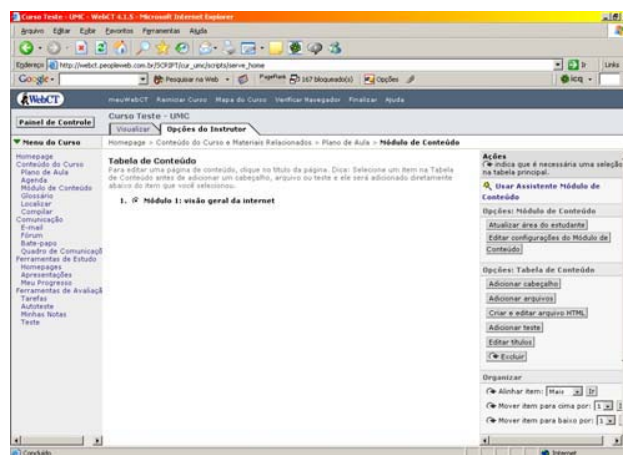 Curso Teste - UMC - WebCT 4.1.5 - Microsoft Internet Explorer
Arquivo Editar Exibir Favoritos Ferramentas Ajuda
Endereço http://webct.peopleweb.com.br/SCRIPT/cur_umc/scripts/serve_home Ir Links
Google - Pesquisar na Web PageRank 167 bloqueado(s) Opções icq
WebCT meuWebCT Reiniciar Curso Mapa do Curso Verificar Navegador Finalizar Ajuda
Painel de Controle
Curso Teste - UMC
Visualizar Opções do Instrutor
Menu do Curso
Homepage > Conteúdo do Curso e Materiais Relacionados > Plano de Aula > Módulo de Conteúdo
Homepage
Conteúdo do Curso
Plano de Aula
Agenda
Módulo de Conteúdo
Glossário
Localizar
Compilar
Comunicação
E-mail
Fórum
Bate-papo
Quadro de Comunicaçõ
Ferramentas de Estudo
Homepages
Apresentações
Meu Progresso
Ferramentas de Avaliaçã
Tarefas
Autoteste
Minhas Notas
Teste
Tabela de Conteúdo
Para editar uma página de conteúdo, clique no título da página. Dica: Selecione um item na Tabela
de Conteúdo antes de adicionar um cabeçalho, arquivo ou teste e ele será adicionado diretamente
abaixo do item que você selecionou.
1. Módulo 1: visão geral da internet
Ações
indica que é necessária uma seleção
na tabela principal.
Usar Assistente Módulo de
Conteúdo
Opções: Módulo de Conteúdo
Atualizar área do estudante
Editar configurações do Módulo de
Conteúdo
Opções: Tabela de Conteúdo
Adicionar cabeçalho
Adicionar arquivos
Criar e editar arquivo HTML
Adicionar teste
Editar títulos
Excluir
Organizar
Alinhar item: Mais Ir
Mover item para cima por: 1
Mover item para baixo por: 1
Concluído Internet